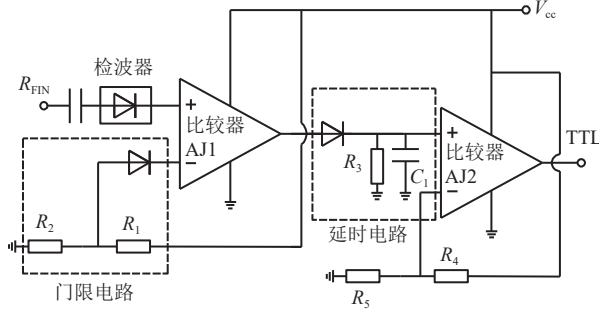 V_cc
检波器
R_FIN
+
比较器
AJ1
−
+
比较器
AJ2
−
TTL
R_3
C_1
延时电路
R_2
R_1
门限电路
R_4
R_5